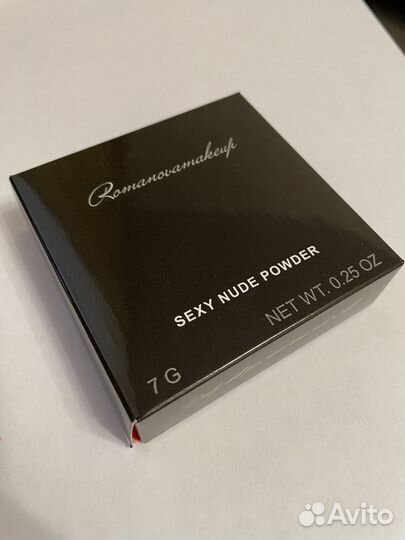 Romanovamakeup
SEXY NUDE POWDER
7 G
NET WT. 0.25 OZ
Avito